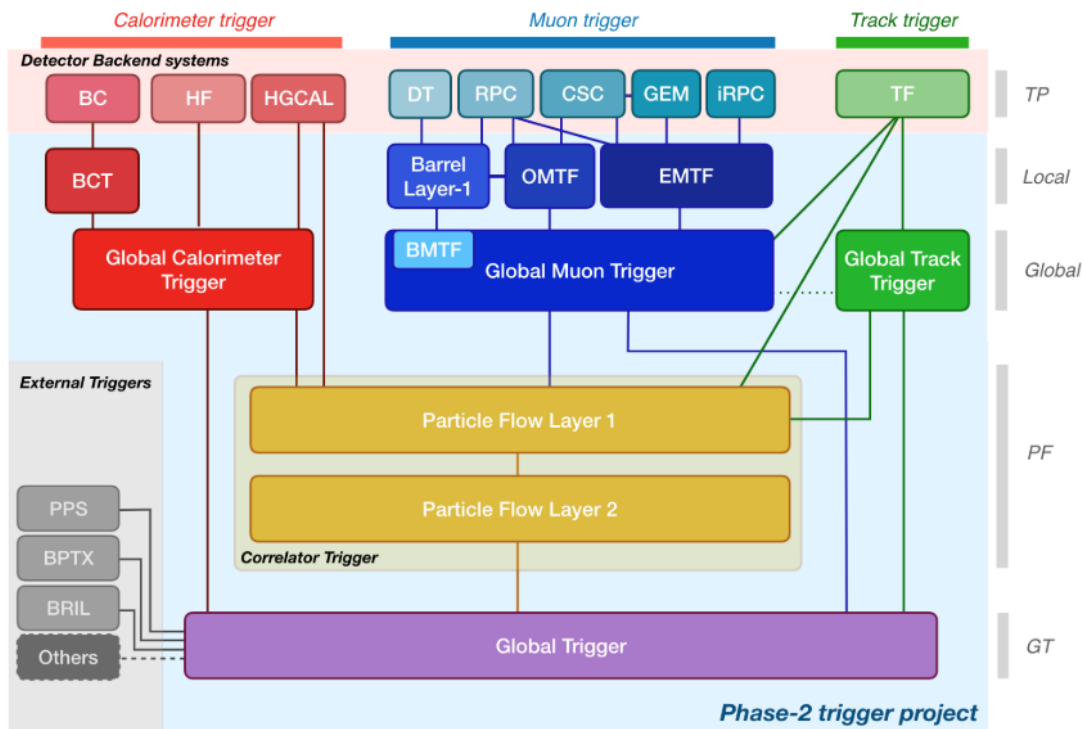 Calorimeter trigger
Muon trigger
Track trigger
Detector Backend systems
BC
HF
HGCAL
DT
RPC
CSC
GEM
iRPC
TF
TP
BCT
Barrel
Layer-1
OMTF
EMTF
Local
Global Calorimeter
Trigger
BMTF
Global Muon Trigger
Global Track
Trigger
Global
External Triggers
Particle Flow Layer 1
Particle Flow Layer 2
Correlator Trigger
PF
PPS
BPTX
BRIL
Others
Global Trigger
GT
Phase-2 trigger project